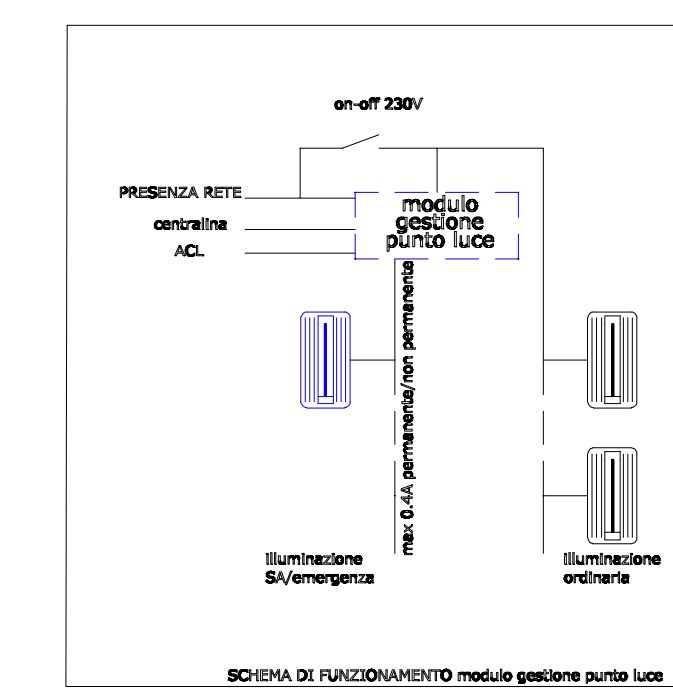 on-off 230V
PRESENZA RETE
centralina
ACL
modulo
gestione
punto luce
max 0.4A permanente/non permanente
illuminazione
SA/emergenza
illuminazione
ordinaria
SCHEMA DI FUNZIONAMENTO modulo gestione punto luce